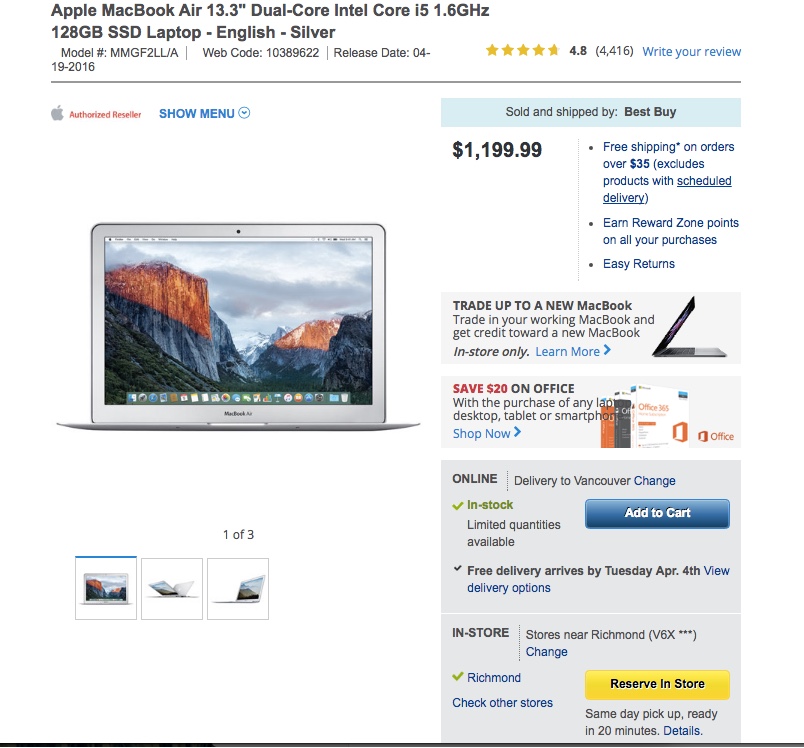 Apple MacBook Air 13.3" Dual-Core Intel Core i5 1.6GHz
128GB SSD Laptop - English - Silver
Model #: MMGF2LL/A | Web Code: 10389622 | Release Date: 04-
19-2016
4.8 (4,416) Write your review
Authorized Reseller
SHOW MENU
Sold and shipped by: Best Buy
$1,199.99
Free shipping* on orders
over $35 (excludes
products with scheduled
delivery)
Earn Reward Zone points
on all your purchases
Easy Returns
MacBook Air
TRADE UP TO A NEW MacBook
Trade in your working MacBook and
get credit toward a new MacBook
In-store only. Learn More
SAVE $20 ON OFFICE
With the purchase of any lapt
desktop, tablet or smartphon
Shop Now
Office 365
Office
1 of 3
ONLINE
Delivery to Vancouver Change
In-stock
Limited quantities
available
Add to Cart
Free delivery arrives by Tuesday Apr. 4th View
delivery options
IN-STORE
Stores near Richmond (V6X ***)
Change
Richmond
Check other stores
Reserve In Store
Same day pick up, ready
in 20 minutes. Details.